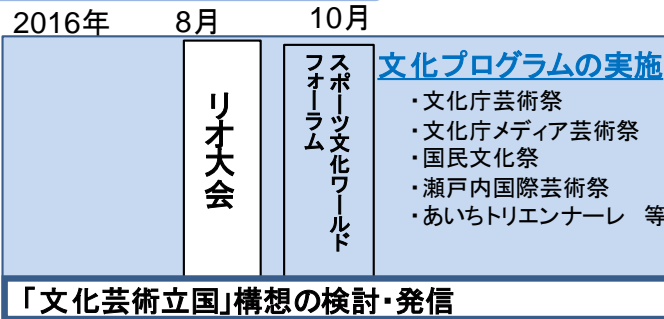 2016年 8月 10月
リオ大会
スポーツ文化ワールド
フォーラム
文化プログラムの実施
・文化庁芸術祭
・文化庁メディア芸術祭
・国民文化祭
・瀬戸内国際芸術祭
・あいちトリエンナーレ 等
「文化芸術立国」構想の検討・発信